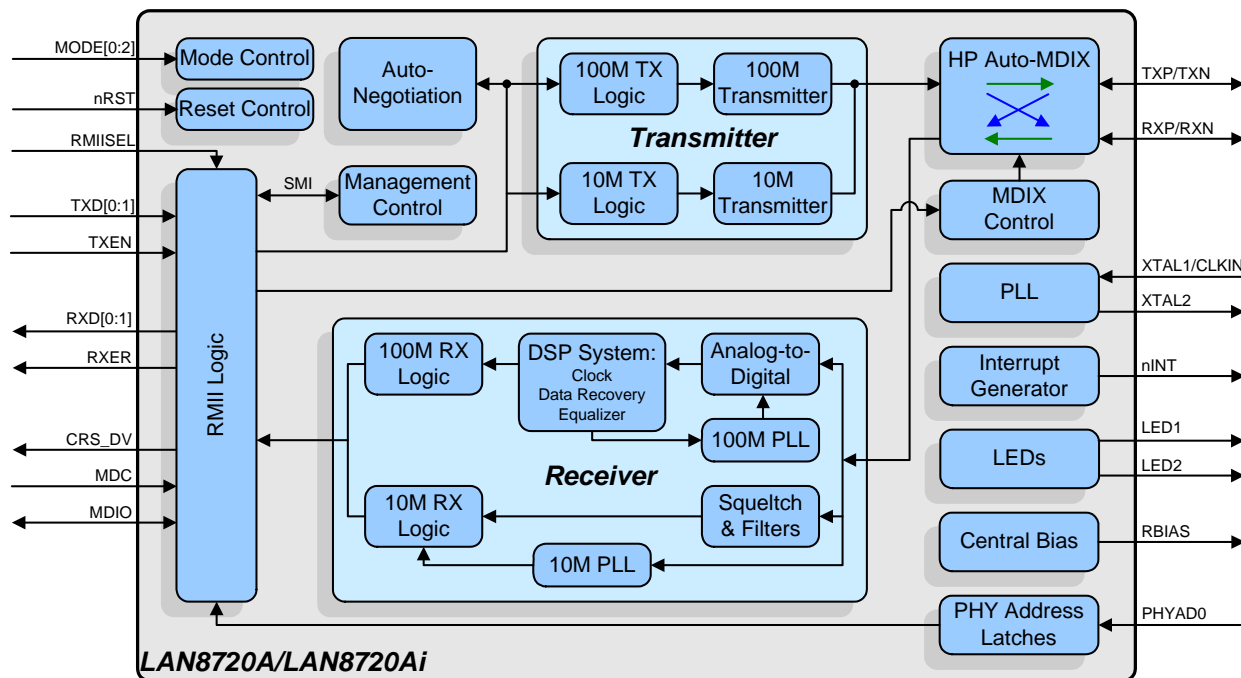 MODE[0:2]
nRST
RMIISEL
TXD[0:1]
TXEN
RXD[0:1]
RXER
CRS_DV
MDC
MDIO
Mode Control
Reset Control
RMII Logic
SMI
Auto-
Negotiation
Management
Control
100M TX
Logic
100M
Transmitter
Transmitter
10M TX
Logic
10M
Transmitter
HP Auto-MDIX
MDIX
Control
TXP/TXN
RXP/RXN
PLL
XTAL1/CLKIN
XTAL2
100M RX
Logic
DSP System:
Clock
Data Recovery
Equalizer
Analog-to-
Digital
100M PLL
Receiver
10M RX
Logic
Squeltch
& Filters
10M PLL
Interrupt
Generator
nINT
LEDs
LED1
LED2
Central Bias
RBIAS
PHY Address
Latches
PHYAD0
LAN8720A/LAN8720Ai